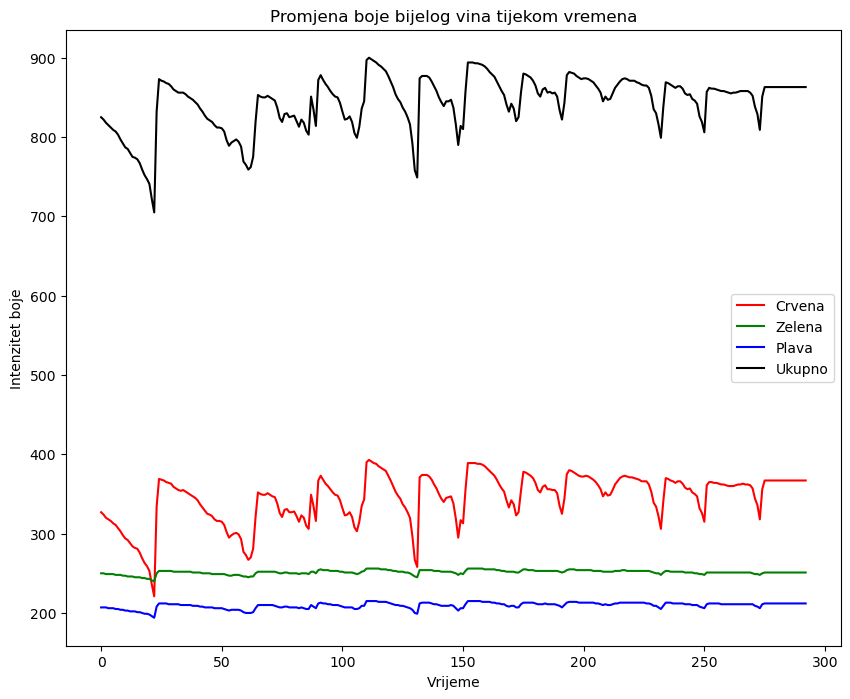 Promjena boje bijelog vina tijekom vremena
900
800
700
600
500
400
300
200
Intenzitet boje
Crvena
Zelena
Plava
Ukupno
0 50 100 150 200 250 300
Vrijeme